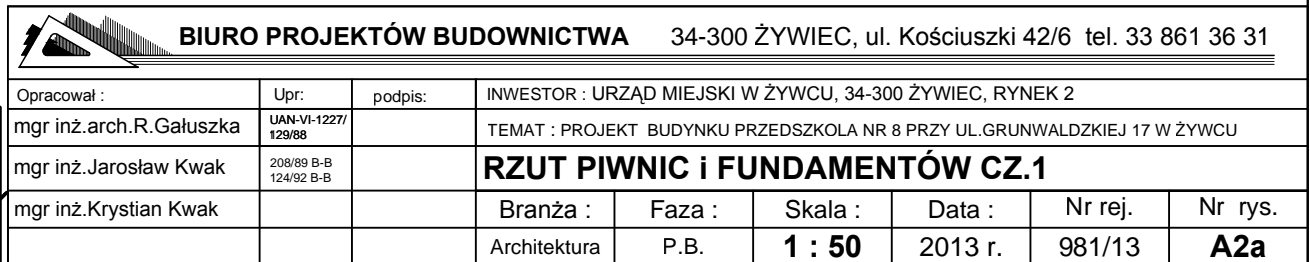 BIURO PROJEKTÓW BUDOWNICTWA 34-300 ŻYWIEC, ul. Kościuszki 42/6 tel. 33 861 36 31
Opracował : Upr: podpis: INWESTOR : URZĄD MIEJSKI W ŻYWCU, 34-300 ŻYWIEC, RYNEK 2
mgr inż.arch.R.Gałuszka UAN-VI-1227/
129/88
TEMAT : PROJEKT BUDYNKU PRZEDSZKOLA NR 8 PRZY UL.GRUNWALDZKIEJ 17 W ŻYWCU
mgr inż.Jarosław Kwak 208/89 B-B
124/92 B-B
RZUT PIWNIC i FUNDAMENTÓW CZ.1
mgr inż.Krystian Kwak Branża : Faza : Skala : Data : Nr rej. Nr rys.
Architektura P.B. 1 : 50 2013 r. 981/13 A2a